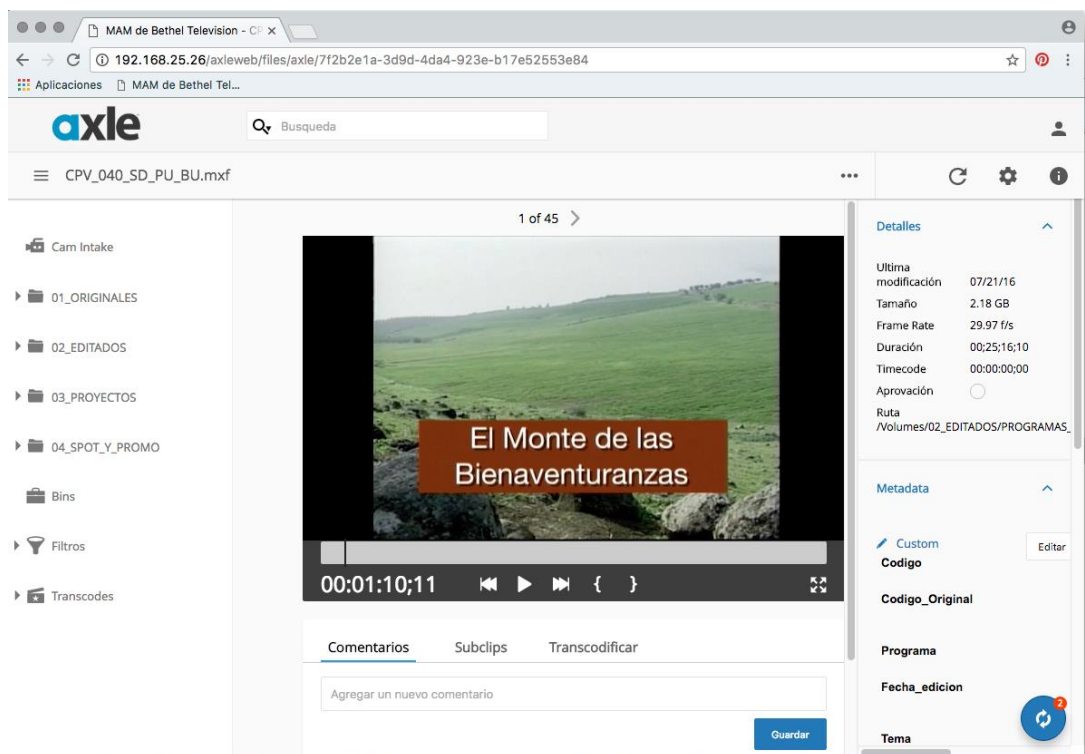 MAM de Bethel Television - CP
192.168.25.26/axleweb/files/axle/7f2b2e1a-3d9d-4da4-923e-b17e52553e84
Aplicaciones MAM de Bethel Tel...
axle
Busqueda
CPV_040_SD_PU_BU.mxf
Cam Intake
01_ORIGINALES
02_EDITADOS
03_PROYECTOS
04_SPOT_Y_PROMO
Bins
Filtros
Transcodes
1 of 45
El Monte de las
Bienaventuranzas
00:01:10;11
Comentarios Subclips Transcodificar
Agregar un nuevo comentario
Guardar
Detalles
Ultima
modificación 07/21/16
Tamaño 2.18 GB
Frame Rate 29.97 f/s
Duración 00;25;16;10
Timecode 00:00:00;00
Aprovación
Ruta
/Volumes/02_EDITADOS/PROGRAMAS_
Metadata
Custom Editar
Codigo
Codigo_Original
Programa
Fecha_edicion
2
Tema